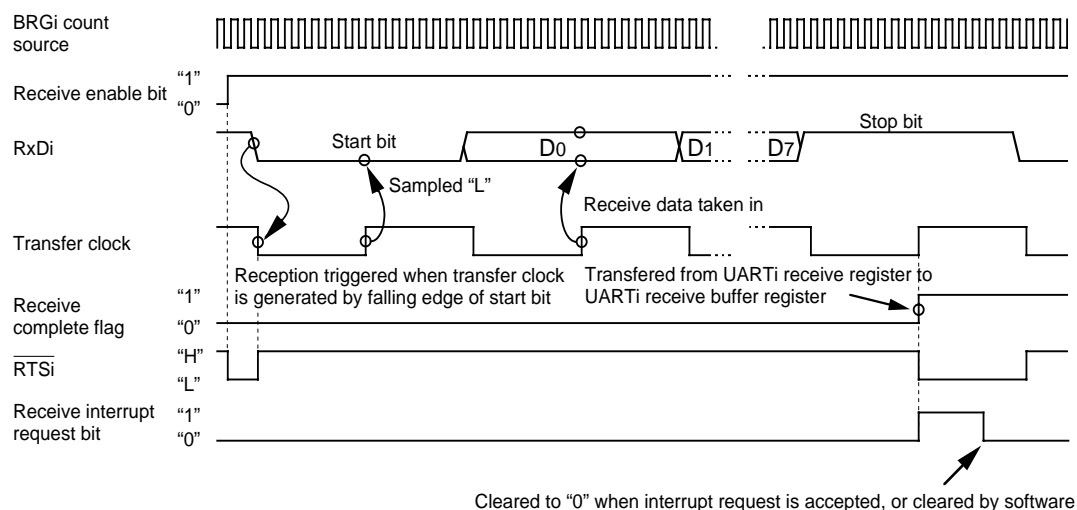 BRGi count
source
Receive enable bit
“1”
“0”
RxDi
Start bit
D0
D1
D7
Stop bit
Sampled “L”
Receive data taken in
Transfer clock
Reception triggered when transfer clock
is generated by falling edge of start bit
Transfered from UARTi receive register to
UARTi receive buffer register
Receive
complete flag
“1”
“0”
RTSi
“H”
“L”
Receive interrupt
request bit
“1”
“0”
Cleared to “0” when interrupt request is accepted, or cleared by software